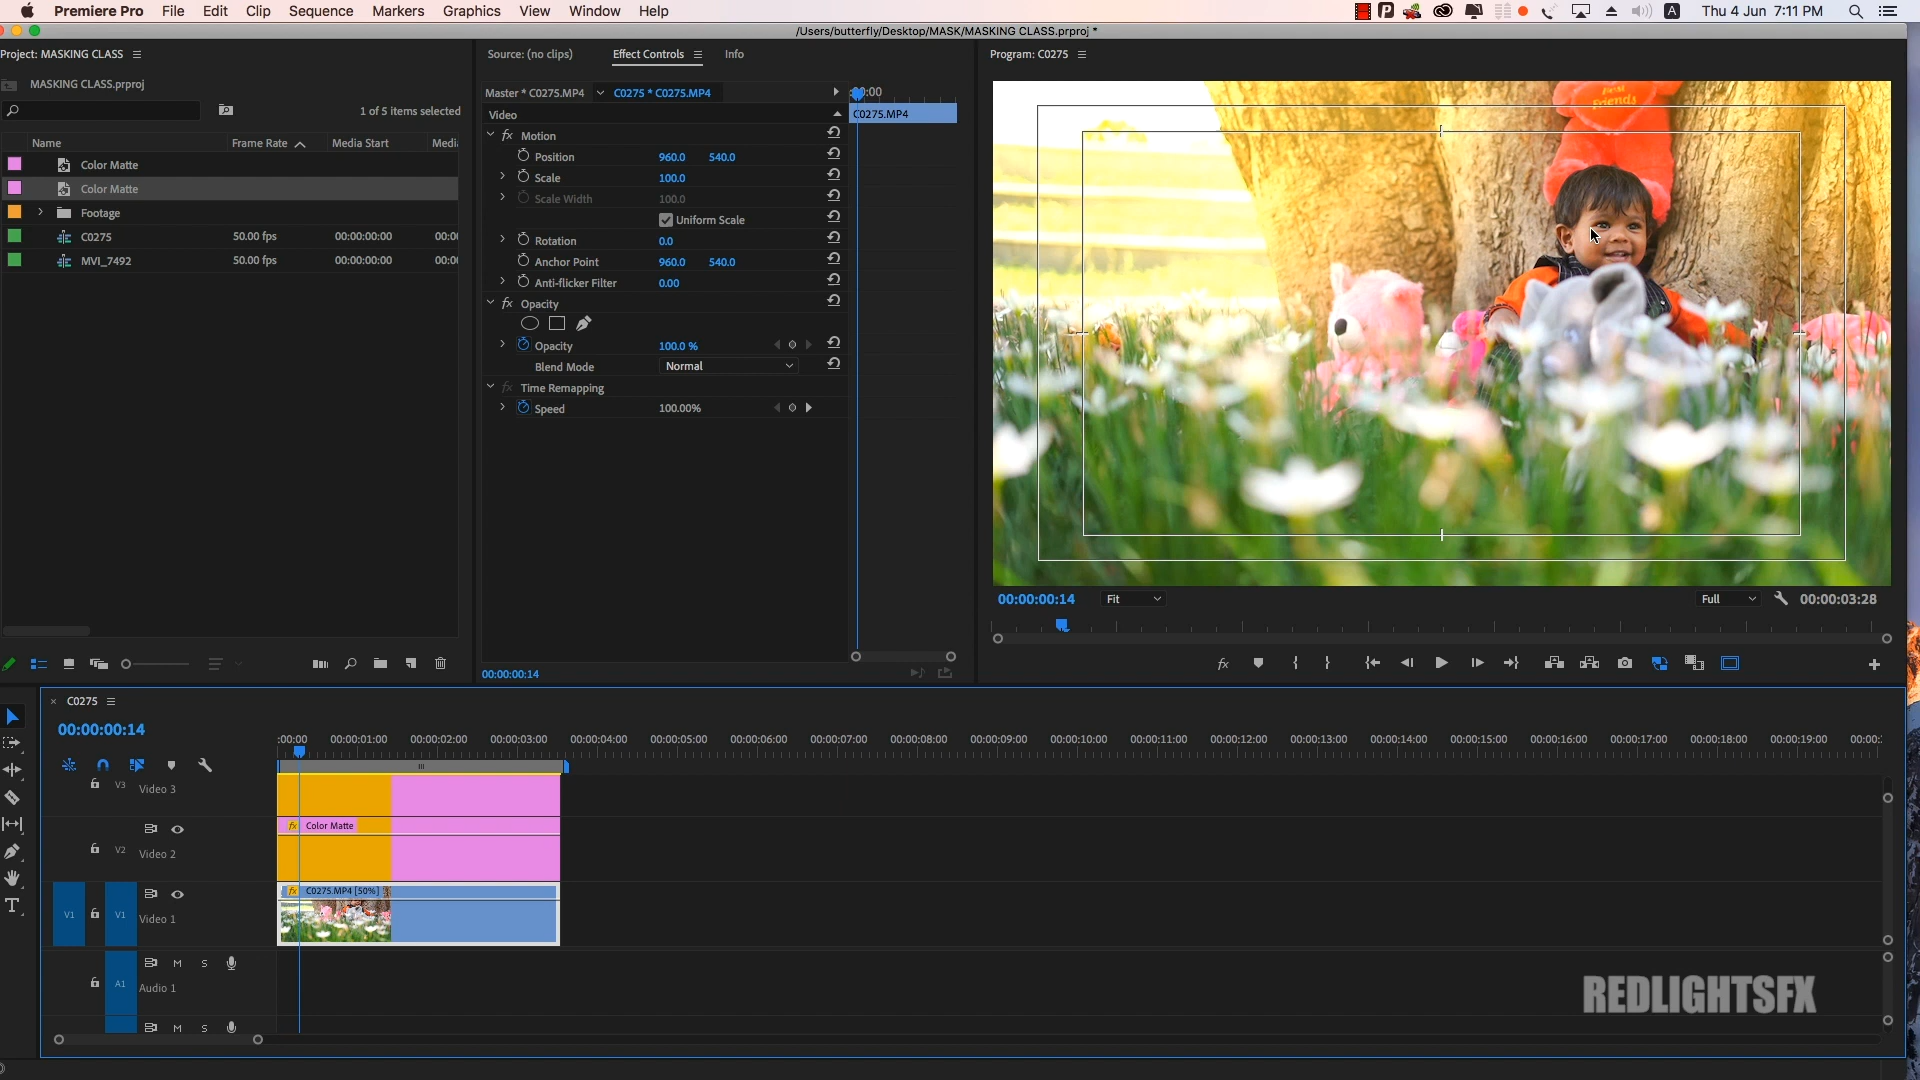 Premiere Pro File Edit Clip Sequence Markers Graphics View Window Help
A Thu 4 Jun 7:11 PM
/Users/butterfly/Desktop/MASK/MASKING CLASS.prproj *
Project: MASKING CLASS
MASKING CLASS.prproj
1 of 5 items selected
Name Frame Rate Media Start Media
Color Matte
Color Matte
Footage
C0275 50.00 fps 00:00:00:00 00:0
MVI_7492 50.00 fps 00:00:00:00 00:0
Source: (no clips) Effect Controls Info
Master * C0275.MP4 C0275 * C0275.MP4 :00:00
Video C0275.MP4
fx Motion
Position 960.0 540.0
Scale 100.0
Scale Width 100.0
Uniform Scale
Rotation 0.0
Anchor Point 960.0 540.0
Anti-flicker Filter 0.00
fx Opacity
Opacity 100.0 %
Blend Mode Normal
fx Time Remapping
Speed 100.00%
00:00:00:14
Program: C0275
Best
Friends
00:00:00:14 Fit Full 00:00:03:28
fx
× C0275
00:00:00:14
:00:00 00:00:01:00 00:00:02:00 00:00:03:00 00:00:04:00 00:00:05:00 00:00:06:00 00:00:07:00 00:00:08:00 00:00:09:00 00:00:10:00 00:00:11:00 00:00:12:00 00:00:13:00 00:00:14:00 00:00:15:00 00:00:16:00 00:00:17:00 00:00:18:00 00:00:19:00 00:00:
V3 Video 3
fx Color Matte
V2 Video 2
fx C0275.MP4 [50%]
V1 V1 Video 1
M S
A1 Audio 1
M S
REDLIGHTSFX